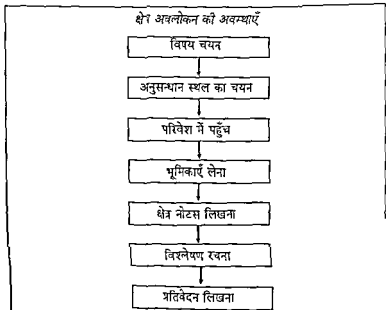 क्षेत्र अवलोकन की अवस्थाएँ
विषय चयन
अनुसन्धान स्थल का चयन
परिवेश में पहुँच
भूमिकाएँ लेना
क्षेत्र नोटस लिखना
विश्लेषण रचना
प्रतिवेदन लिखना